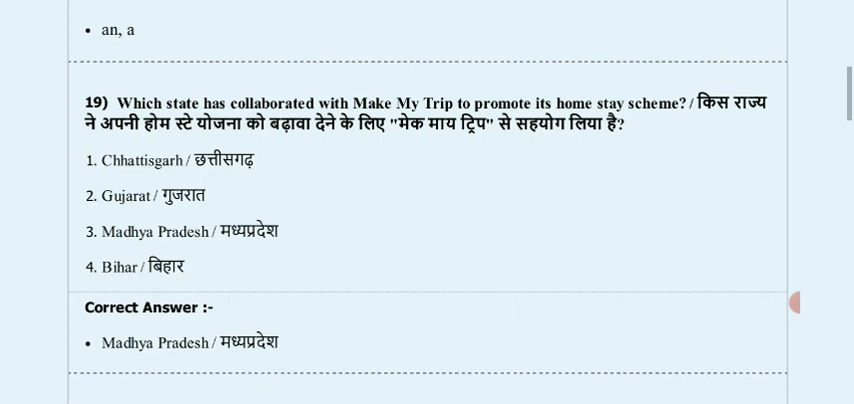 • an, a
19) Which state has collaborated with Make My Trip to promote its home stay scheme? / किस राज्य
ने अपनी होम स्टे योजना को बढ़ावा देने के लिए "मेक माय ट्रिप" से सहयोग लिया है?
1. Chhattisgarh / छत्तीसगढ़
2. Gujarat / गुजरात
3. Madhya Pradesh / मध्यप्रदेश
4. Bihar / बिहार
Correct Answer :-
• Madhya Pradesh / मध्यप्रदेश